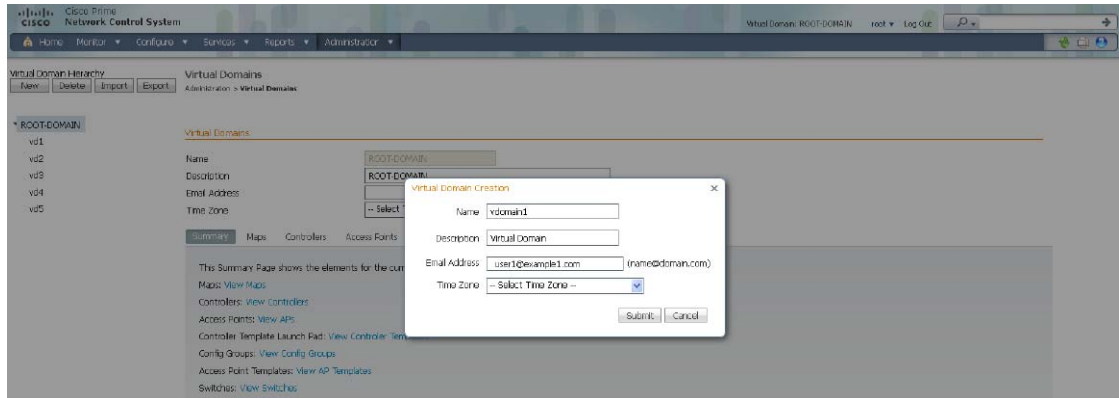 Cisco Prime
CISCO Network Control System
Virtual Domain: ROOT-DOMAIN root Log Out
Home Monitor Configure Services Reports Administration
Virtual Domain Hierarchy
New Delete Import Export
Virtual Domains
Administration > Virtual Domains
ROOT-DOMAIN
vd1
vd2
vd3
vd4
vd5
Virtual Domains
Name ROOT-DOMAIN
Description ROOT-DOMAIN
Email Address
Time Zone -- Select
Summary Maps Controllers Access Points
This Summary Page shows the elements for the curr
Maps: View Maps
Controllers: View Controllers
Access Points: View APs
Controller Template Launch Pad: View Controller Tem
Config Groups: View Config Groups
Access Point Templates: View AP Templates
Switches: View Switches
Virtual Domain Creation
Name vdomain1
Description Virtual Domain
Email Address user1@example1.com (name@domain.com)
Time Zone -- Select Time Zone --
Submit Cancel